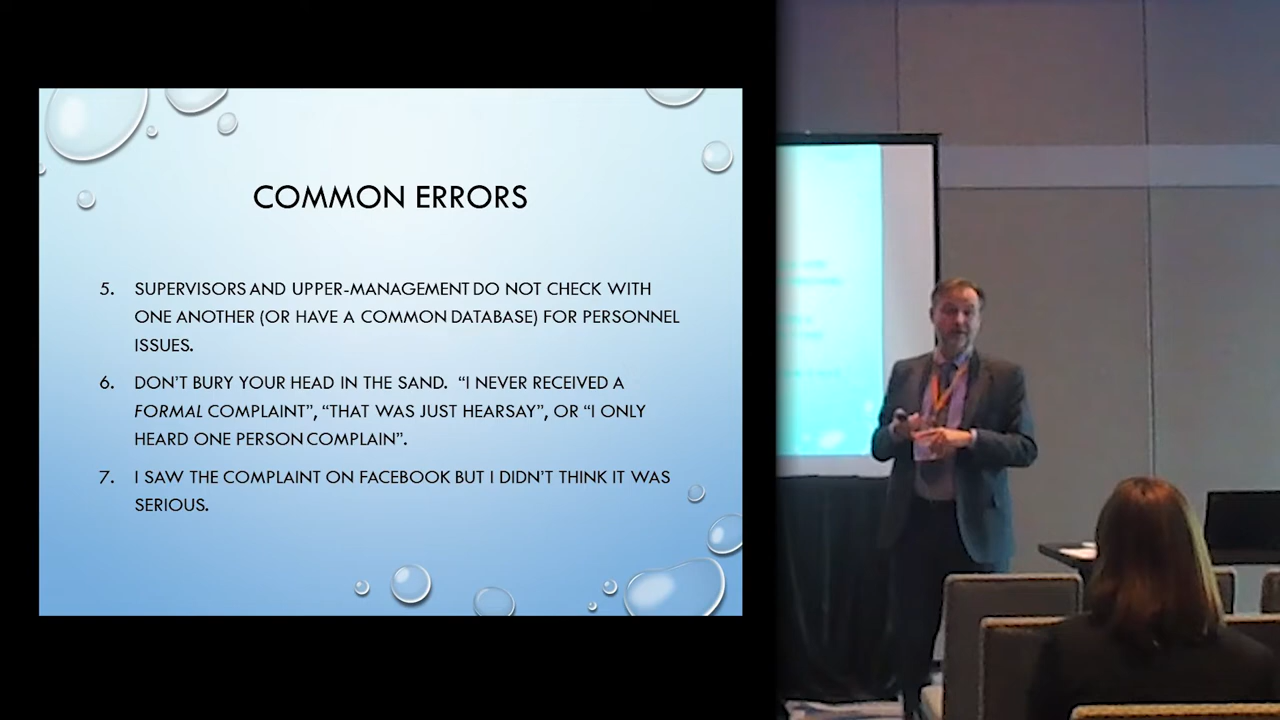 COMMON ERRORS
5. SUPERVISORS AND UPPER-MANAGEMENT DO NOT CHECK WITH
ONE ANOTHER (OR HAVE A COMMON DATABASE) FOR PERSONNEL
ISSUES.
6. DON'T BURY YOUR HEAD IN THE SAND.  “I NEVER RECEIVED A
FORMAL COMPLAINT”, “THAT WAS JUST HEARSAY”, OR “I ONLY
HEARD ONE PERSON COMPLAIN”.
7. I SAW THE COMPLAINT ON FACEBOOK BUT I DIDN'T THINK IT WAS
SERIOUS.